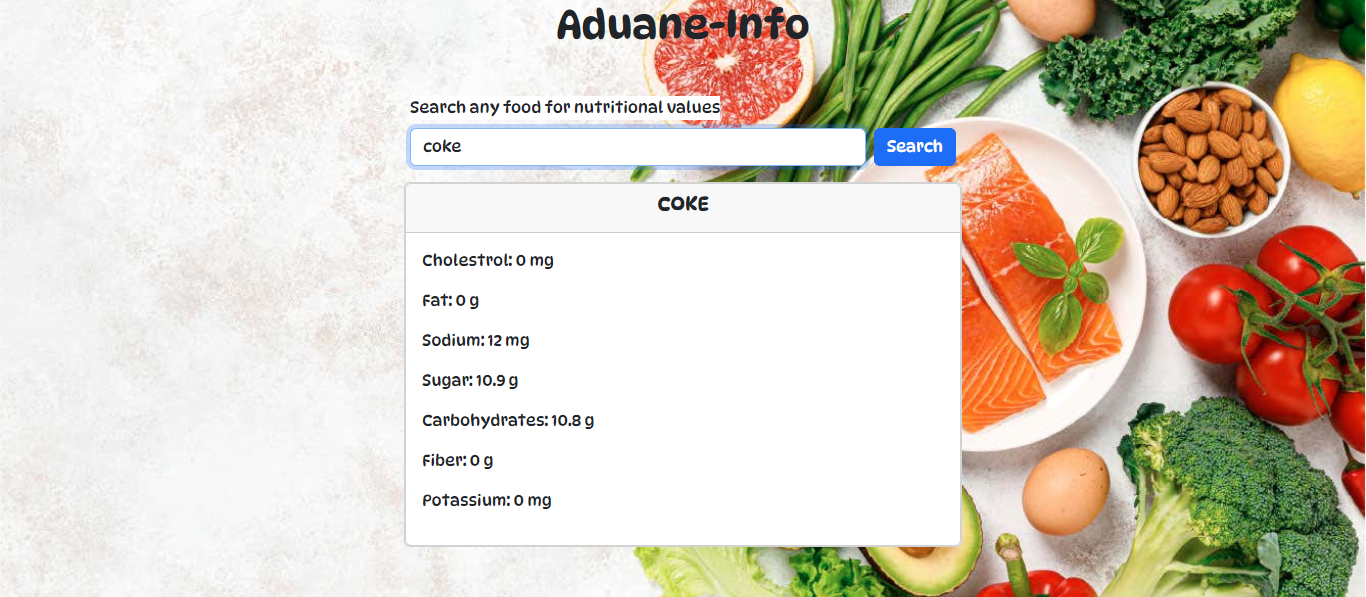 Aduane-Info
Search any food for nutritional values
coke
Search
COKE
Cholestrol: 0 mg
Fat: 0 g
Sodium: 12 mg
Sugar: 10.9 g
Carbohydrates: 10.8 g
Fiber: 0 g
Potassium: 0 mg